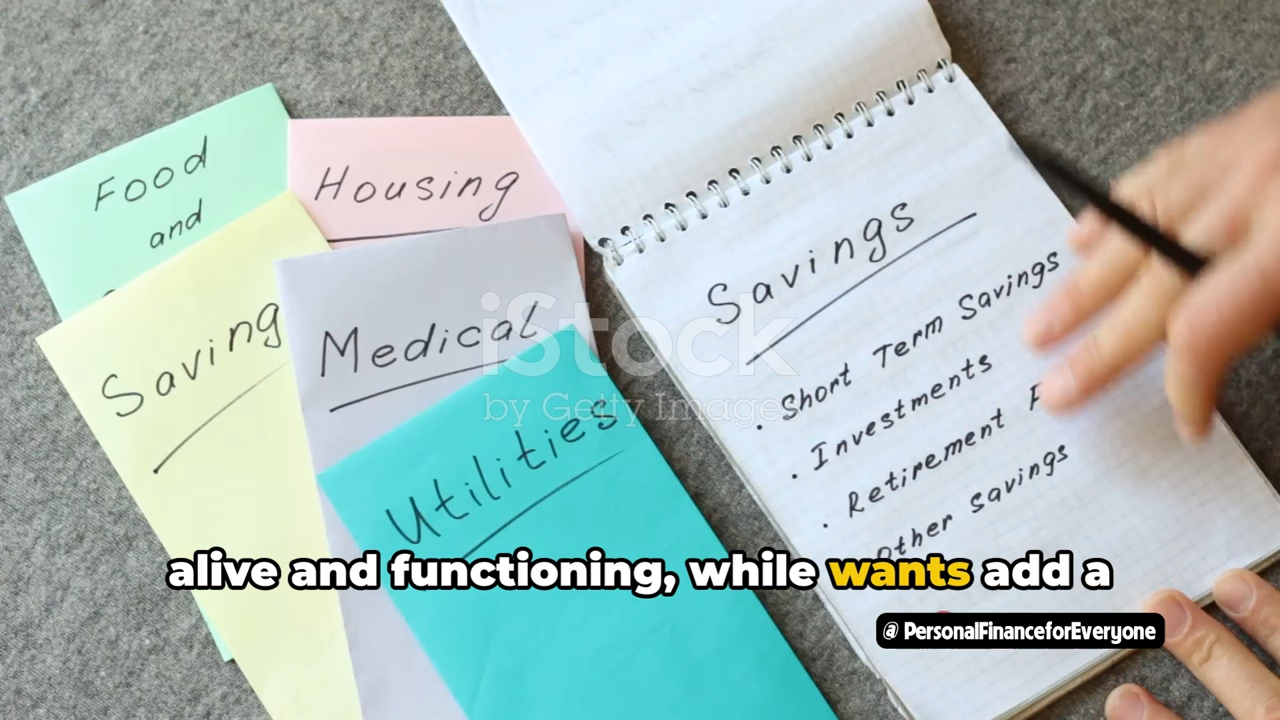 Food
and
Housing
Saving
Medical
Utilities
Savings
. Short Term Savings
. Investments
. Retirement
other savings
iStock
by Getty Images
alive and functioning, while wants add a
@ PersonalFinanceforEveryone